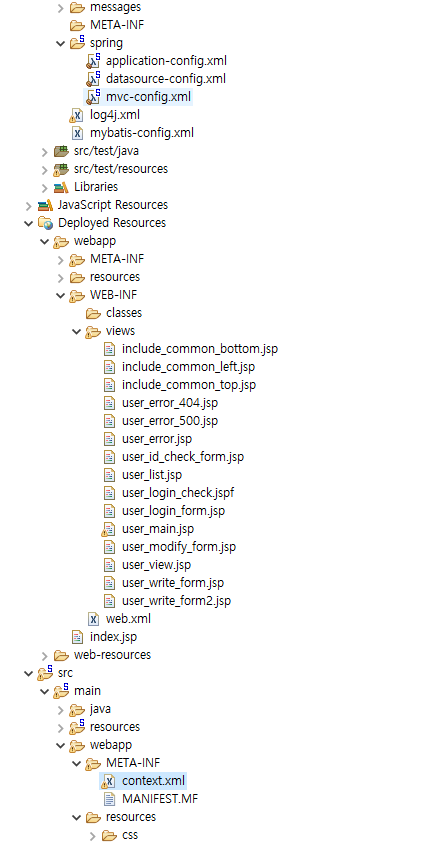 messages
META-INF
spring
application-config.xml
datasource-config.xml
mvc-config.xml
log4j.xml
mybatis-config.xml
src/test/java
src/test/resources
Libraries
JavaScript Resources
Deployed Resources
webapp
META-INF
resources
WEB-INF
classes
views
include_common_bottom.jsp
include_common_left.jsp
include_common_top.jsp
user_error_404.jsp
user_error_500.jsp
user_error.jsp
user_id_check_form.jsp
user_list.jsp
user_login_check.jspf
user_login_form.jsp
user_main.jsp
user_modify_form.jsp
user_view.jsp
user_write_form.jsp
user_write_form2.jsp
web.xml
index.jsp
web-resources
src
main
java
resources
webapp
META-INF
context.xml
MANIFEST.MF
resources
css